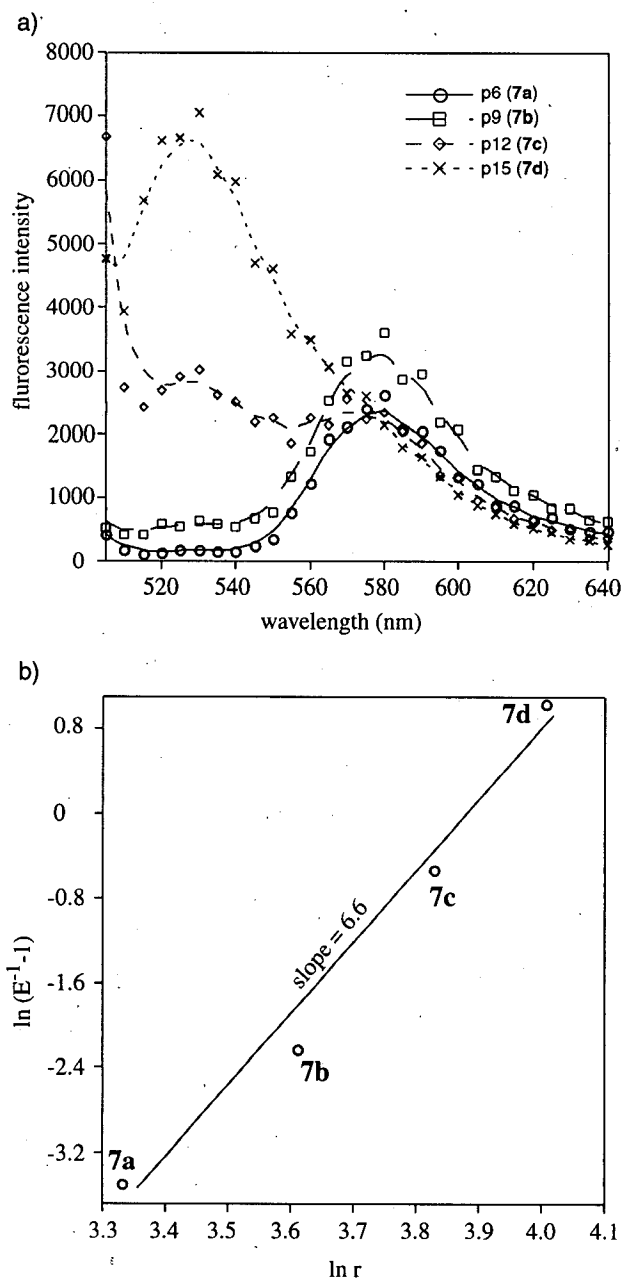 a)
8000
7000
6000
5000
4000
3000
2000
1000
0
flurorescence intensity
p6 (7a)
p9 (7b)
p12 (7c)
p15 (7d)
520 540 560 580 600 620 640
wavelength (nm)
b)
0.8
0
-0.8
-1.6
-2.4
-3.2
ln (E⁻¹-1)
7d
7c
slope = 6.6
7b
7a
3.3 3.4 3.5 3.6 3.7 3.8 3.9 4.0 4.1
ln r